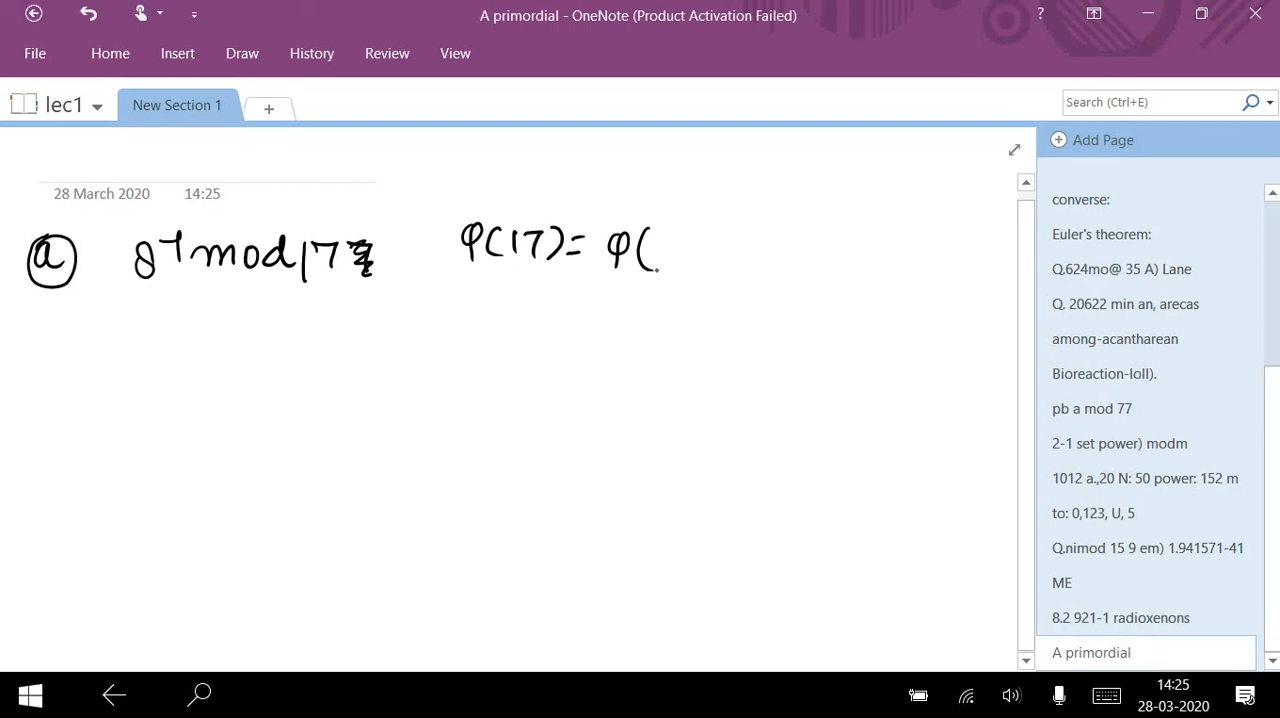 A primordial - OneNote (Product Activation Failed)
?
File Home Insert Draw History Review View
lec1 New Section 1 +
Search (Ctrl+E)
Add Page
28 March 2020 14:25
a 8⁻¹ mod 17 φ(17) = φ(
converse:
Euler's theorem:
Q.624mo@ 35 A) Lane
Q. 20622 min an, arecas
among-acantharean
Bioreaction-loll).
pb a mod 77
2-1 set power) modm
1012 a.,20 N: 50 power: 152 m
to: 0,123, U, 5
Q.nimod 15 9 em) 1.941571-41
ME
8.2 921-1 radioxenons
A primordial
14:25
28-03-2020